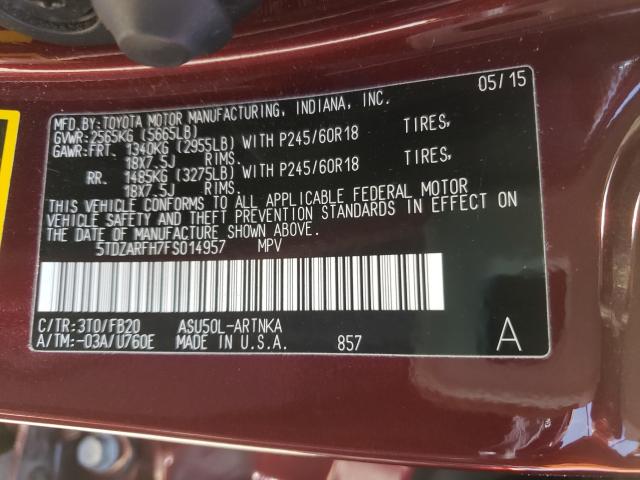 MFD.BY:TOYOTA MOTOR MANUFACTURING, INDIANA, INC. 05/15
GVWR: 2565KG (5665LB)
GAWR:FRT. 1340KG (2955LB) WITH P245/60R18 TIRES,
18X7.5J RIMS.
RR. 1485KG (3275LB) WITH P245/60R18 TIRES,
18X7.5J RIMS.
THIS VEHICLE CONFORMS TO ALL APPLICABLE FEDERAL MOTOR
VEHICLE SAFETY AND THEFT PREVENTION STANDARDS IN EFFECT ON
THE DATE OF MANUFACTURE SHOWN ABOVE.
5TDZARFH7FS014957 MPV
C/TR: 3T0/FB20 ASU50L-ARTNKA
A/TM:-03A/U760E MADE IN U.S.A. 857 A